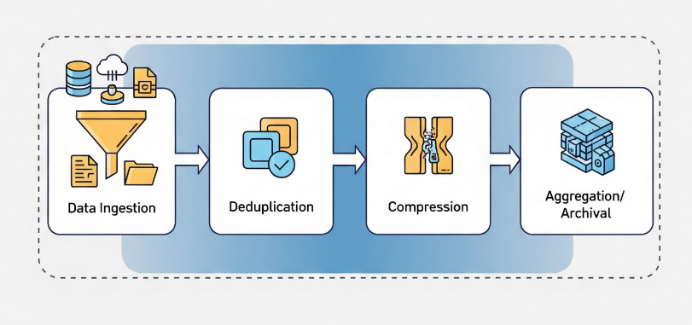 Data Ingestion
Deduplication
Compression
Aggregation/
Archival